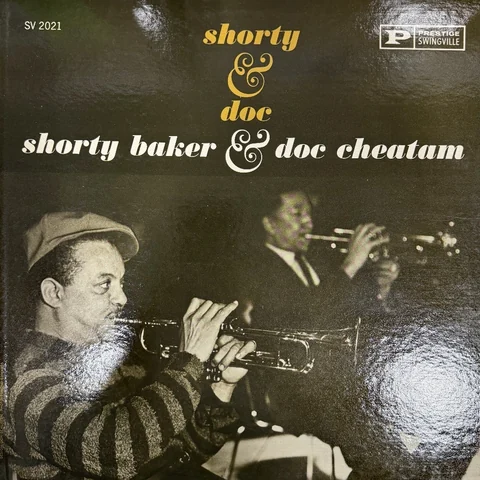 SV 2021
shorty
&
doc
P PRESTIGE
SWINGVILLE
shorty baker & doc cheatam